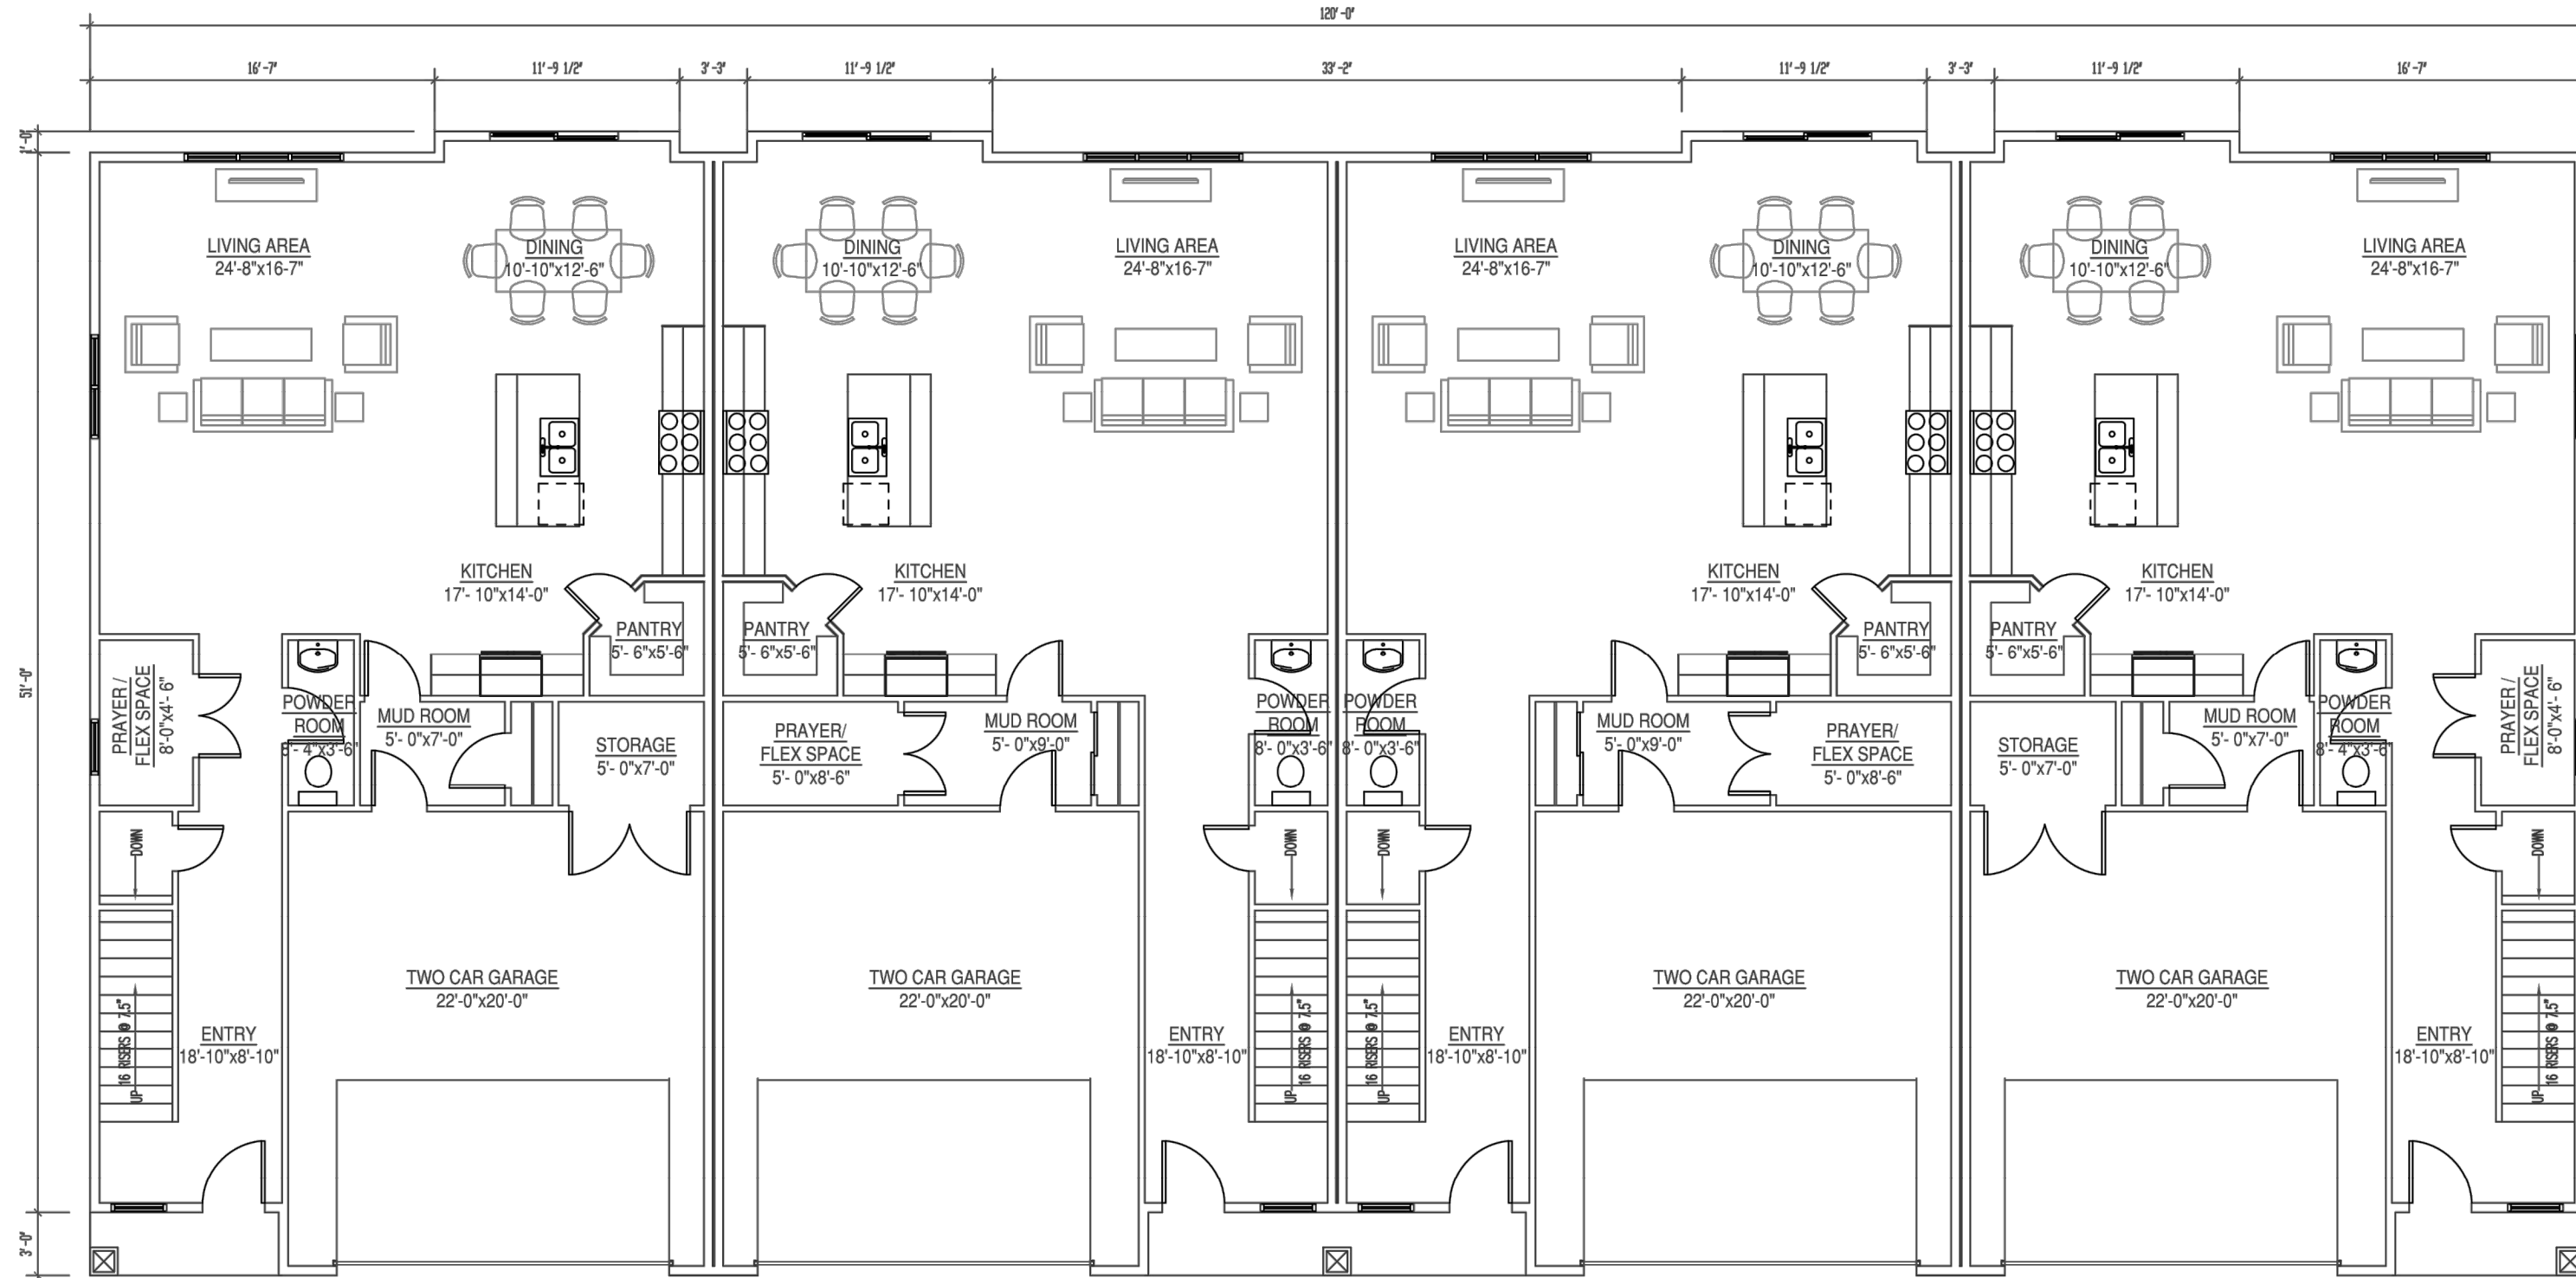 120'-0"
16'-7"
11'-9 1/2"
3'-3"
11'-9 1/2"
33'-2"
11'-9 1/2"
3'-3"
11'-9 1/2"
16'-7"
1'-0"
51'-0"
3'-0"
LIVING AREA
24'-8"x16-7"
DINING
10'-10"x12'-6"
DINING
10'-10"x12'-6"
LIVING AREA
24'-8"x16-7"
LIVING AREA
24'-8"x16-7"
DINING
10'-10"x12'-6"
DINING
10'-10"x12'-6"
LIVING AREA
24'-8"x16-7"
KITCHEN
17'- 10"x14'-0"
KITCHEN
17'- 10"x14'-0"
KITCHEN
17'- 10"x14'-0"
KITCHEN
17'- 10"x14'-0"
PANTRY
5'- 6"x5'-6"
PANTRY
5'- 6"x5'-6"
PANTRY
5'- 6"x5'-6"
PANTRY
5'- 6"x5'-6"
PRAYER /
FLEX SPACE
8'-0"x4'- 6"
POWDER
ROOM
8'- 4"x3'-6"
MUD ROOM
5'- 0"x7'-0"
STORAGE
5'- 0"x7'-0"
PRAYER/
FLEX SPACE
5'- 0"x8'-6"
MUD ROOM
5'- 0"x9'-0"
POWDER
ROOM
8'- 0"x3'-6"
POWDER
ROOM
8'- 0"x3'-6"
MUD ROOM
5'- 0"x9'-0"
PRAYER/
FLEX SPACE
5'- 0"x8'-6"
STORAGE
5'- 0"x7'-0"
MUD ROOM
5'- 0"x7'-0"
POWDER
ROOM
8'- 4"x3'-6"
PRAYER /
FLEX SPACE
8'-0"x4'- 6"
DOWN
DOWN
DOWN
DOWN
TWO CAR GARAGE
22'-0"x20'-0"
TWO CAR GARAGE
22'-0"x20'-0"
TWO CAR GARAGE
22'-0"x20'-0"
TWO CAR GARAGE
22'-0"x20'-0"
UP
16 RISERS @ 7.5"
ENTRY
18'-10"x8'-10"
ENTRY
18'-10"x8'-10"
UP
16 RISERS @ 7.5"
UP
16 RISERS @ 7.5"
ENTRY
18'-10"x8'-10"
ENTRY
18'-10"x8'-10"
UP
16 RISERS @ 7.5"